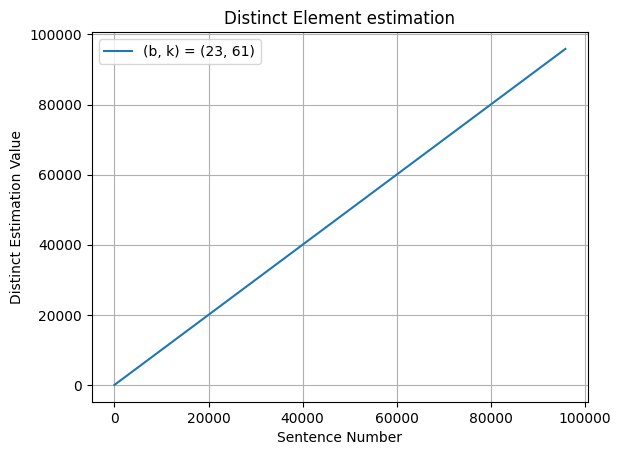 Distinct Element estimation
(b, k) = (23, 61)
100000
80000
60000
40000
20000
0
Distinct Estimation Value
0 20000 40000 60000 80000 100000
Sentence Number